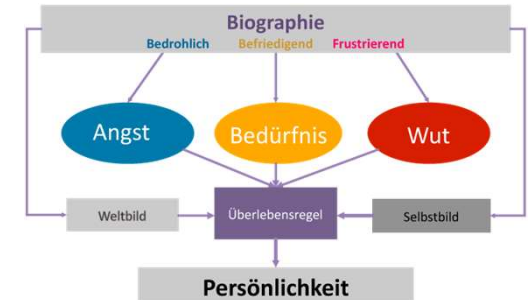 Biographie
Bedrohlich Befriedigend Frustrierend
Angst Bedürfnis Wut
Weltbild Überlebensregel Selbstbild
Persönlichkeit